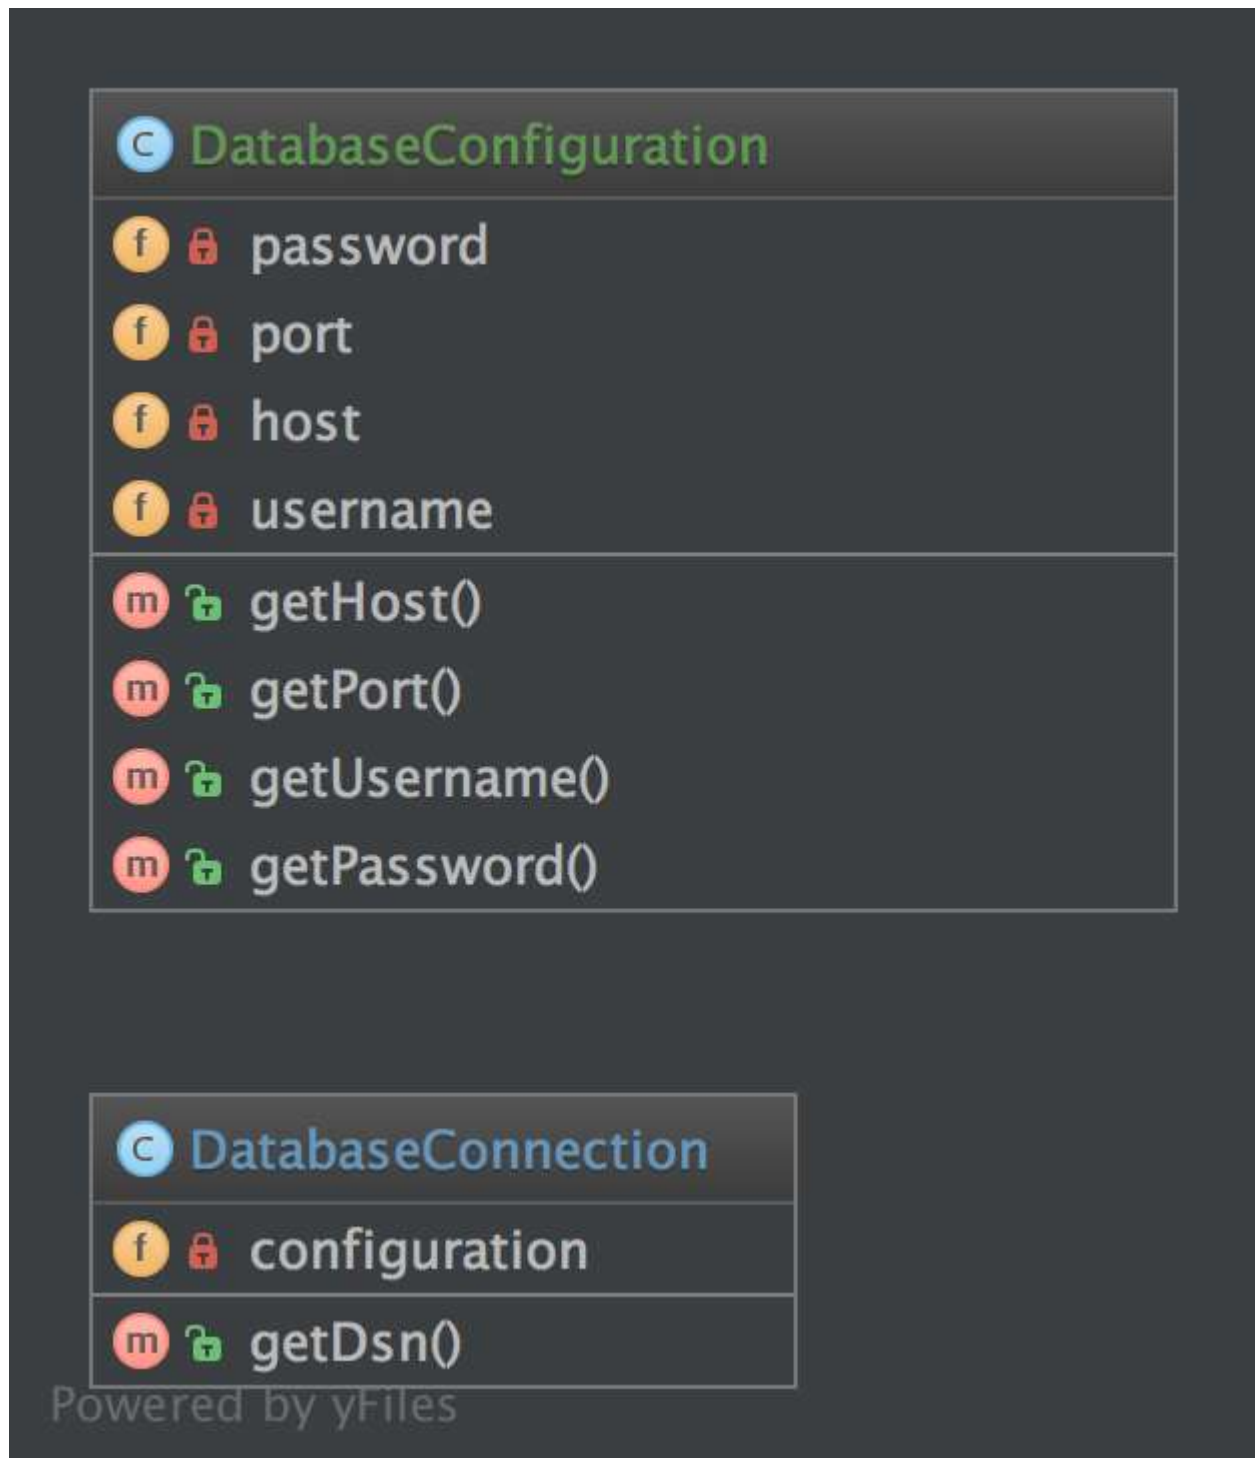 C DatabaseConfiguration
f password
f port
f host
f username
m getHost()
m getPort()
m getUsername()
m getPassword()
C DatabaseConnection
f configuration
m getDsn()
Powered by yFiles